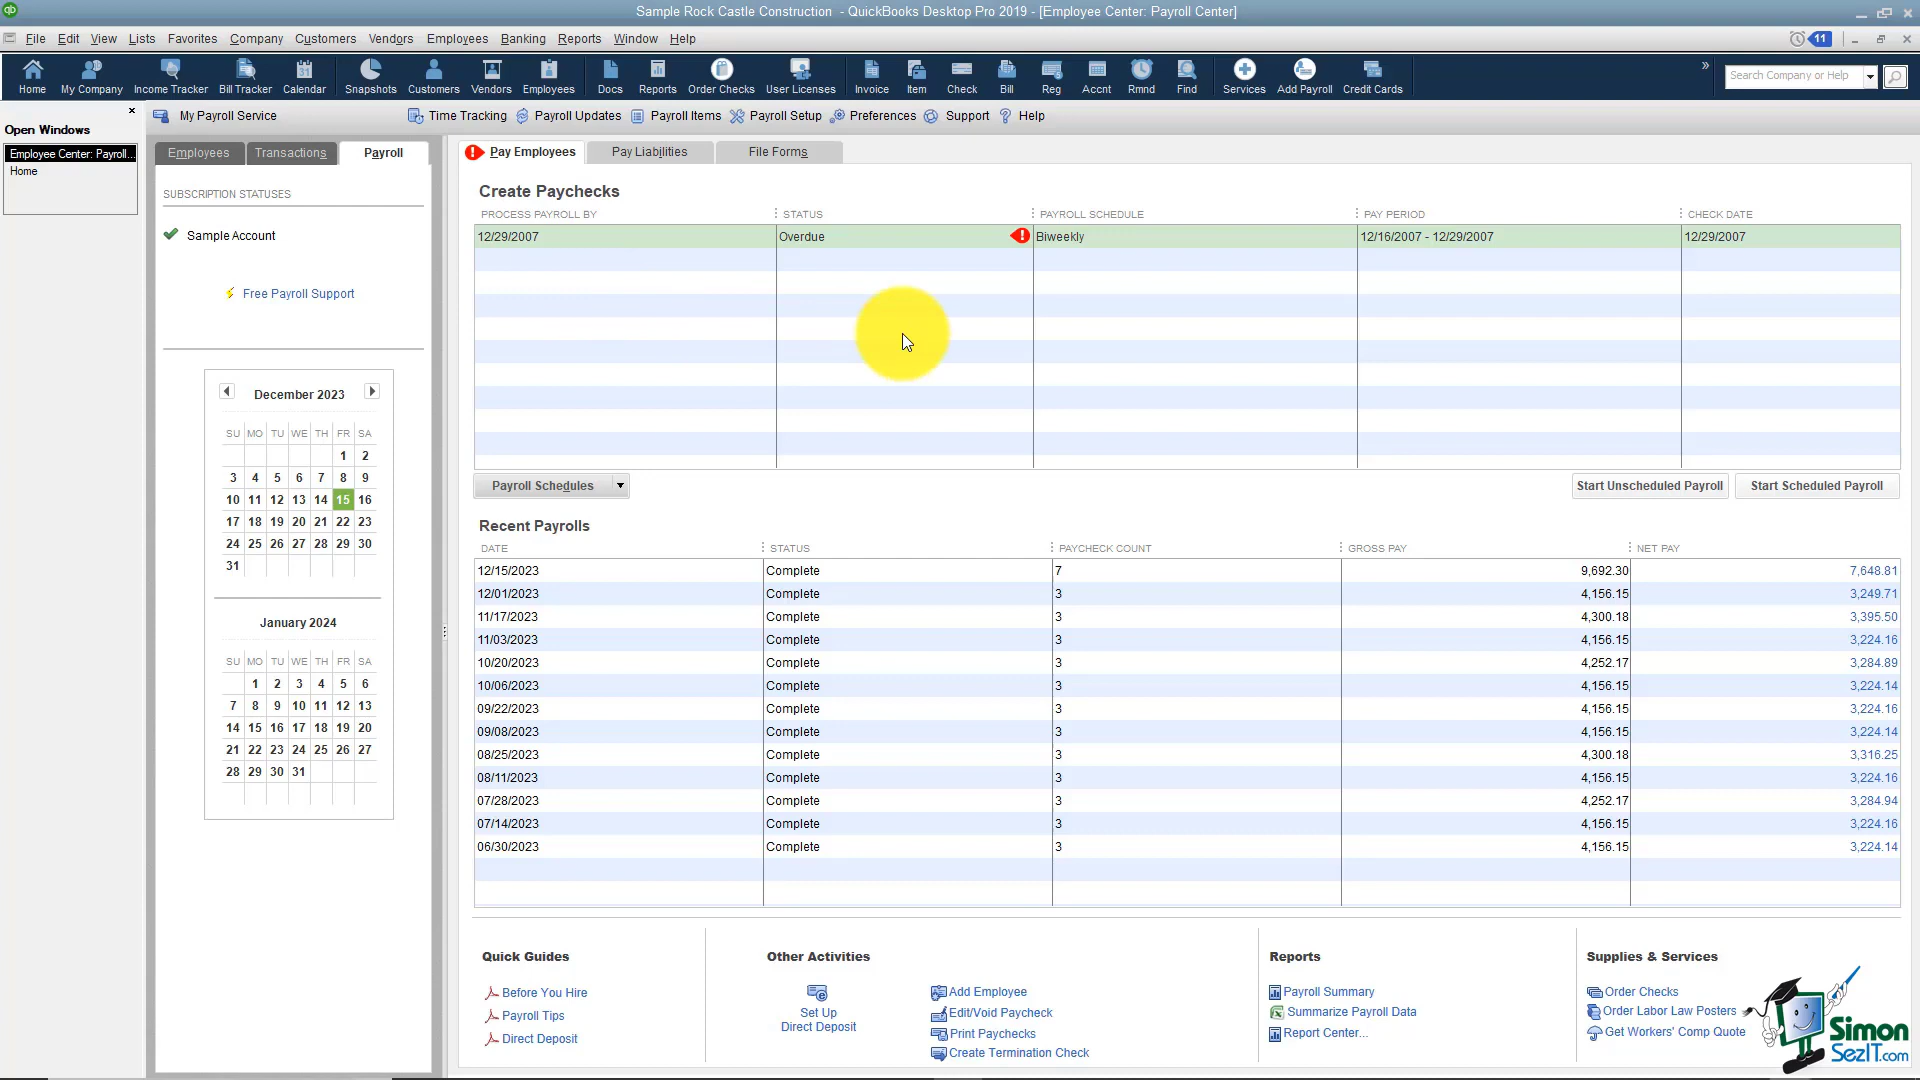 Sample Rock Castle Construction - QuickBooks Desktop Pro 2019 - [Employee Center: Payroll Center]
File Edit View Lists Favorites Company Customers Vendors Employees Banking Reports Window Help 11
Home My Company Income Tracker Bill Tracker Calendar Snapshots Customers Vendors Employees Docs Reports Order Checks User Licenses Invoice Item Check Bill Reg Accnt Rmnd Find Services Add Payroll Credit Cards » Search Company or Help
My Payroll Service Time Tracking Payroll Updates Payroll Items Payroll Setup Preferences Support Help
Open Windows
Employee Center: Payroll...
Home
Employees Transactions Payroll
SUBSCRIPTION STATUSES
Sample Account
Free Payroll Support
December 2023
SU MO TU WE TH FR SA
1 2
3 4 5 6 7 8 9
10 11 12 13 14 15 16
17 18 19 20 21 22 23
24 25 26 27 28 29 30
31
January 2024
SU MO TU WE TH FR SA
1 2 3 4 5 6
7 8 9 10 11 12 13
14 15 16 17 18 19 20
21 22 23 24 25 26 27
28 29 30 31
Pay Employees Pay Liabilities File Forms
Create Paychecks
PROCESS PAYROLL BY STATUS PAYROLL SCHEDULE PAY PERIOD CHECK DATE
12/29/2007 Overdue Biweekly 12/16/2007 - 12/29/2007 12/29/2007
Payroll Schedules Start Unscheduled Payroll Start Scheduled Payroll
Recent Payrolls
DATE STATUS PAYCHECK COUNT GROSS PAY NET PAY
12/15/2023 Complete 7 9,692.30 7,648.81
12/01/2023 Complete 3 4,156.15 3,249.71
11/17/2023 Complete 3 4,300.18 3,395.50
11/03/2023 Complete 3 4,156.15 3,224.16
10/20/2023 Complete 3 4,252.17 3,284.89
10/06/2023 Complete 3 4,156.15 3,224.14
09/22/2023 Complete 3 4,156.15 3,224.16
09/08/2023 Complete 3 4,156.15 3,224.14
08/25/2023 Complete 3 4,300.18 3,316.25
08/11/2023 Complete 3 4,156.15 3,224.16
07/28/2023 Complete 3 4,252.17 3,284.94
07/14/2023 Complete 3 4,156.15 3,224.16
06/30/2023 Complete 3 4,156.15 3,224.14
Quick Guides
Before You Hire
Payroll Tips
Direct Deposit
Other Activities
Set Up
Direct Deposit
Add Employee
Edit/Void Paycheck
Print Paychecks
Create Termination Check
Reports
Payroll Summary
Summarize Payroll Data
Report Center...
Supplies & Services
Order Checks
Order Labor Law Posters
Get Workers' Comp Quote
Simon
SezIT.com